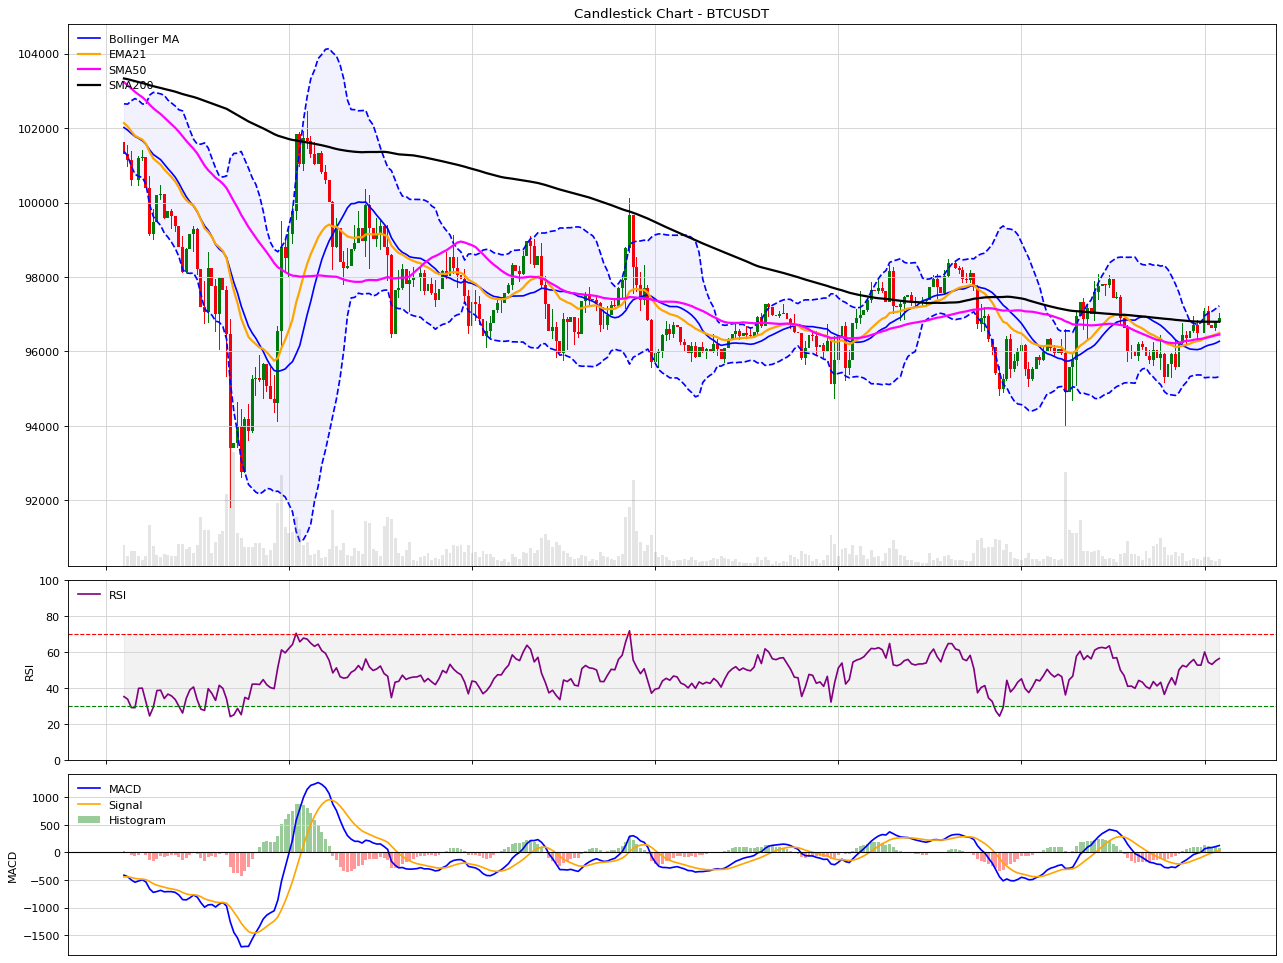 Candlestick Chart - BTCUSDT
Bollinger MA
EMA21
SMA50
SMA200
104000
102000
100000
98000
96000
94000
92000
RSI
RSI
100
80
60
40
20
0
MACD
Signal
Histogram
MACD
1000
500
0
−500
−1000
−1500